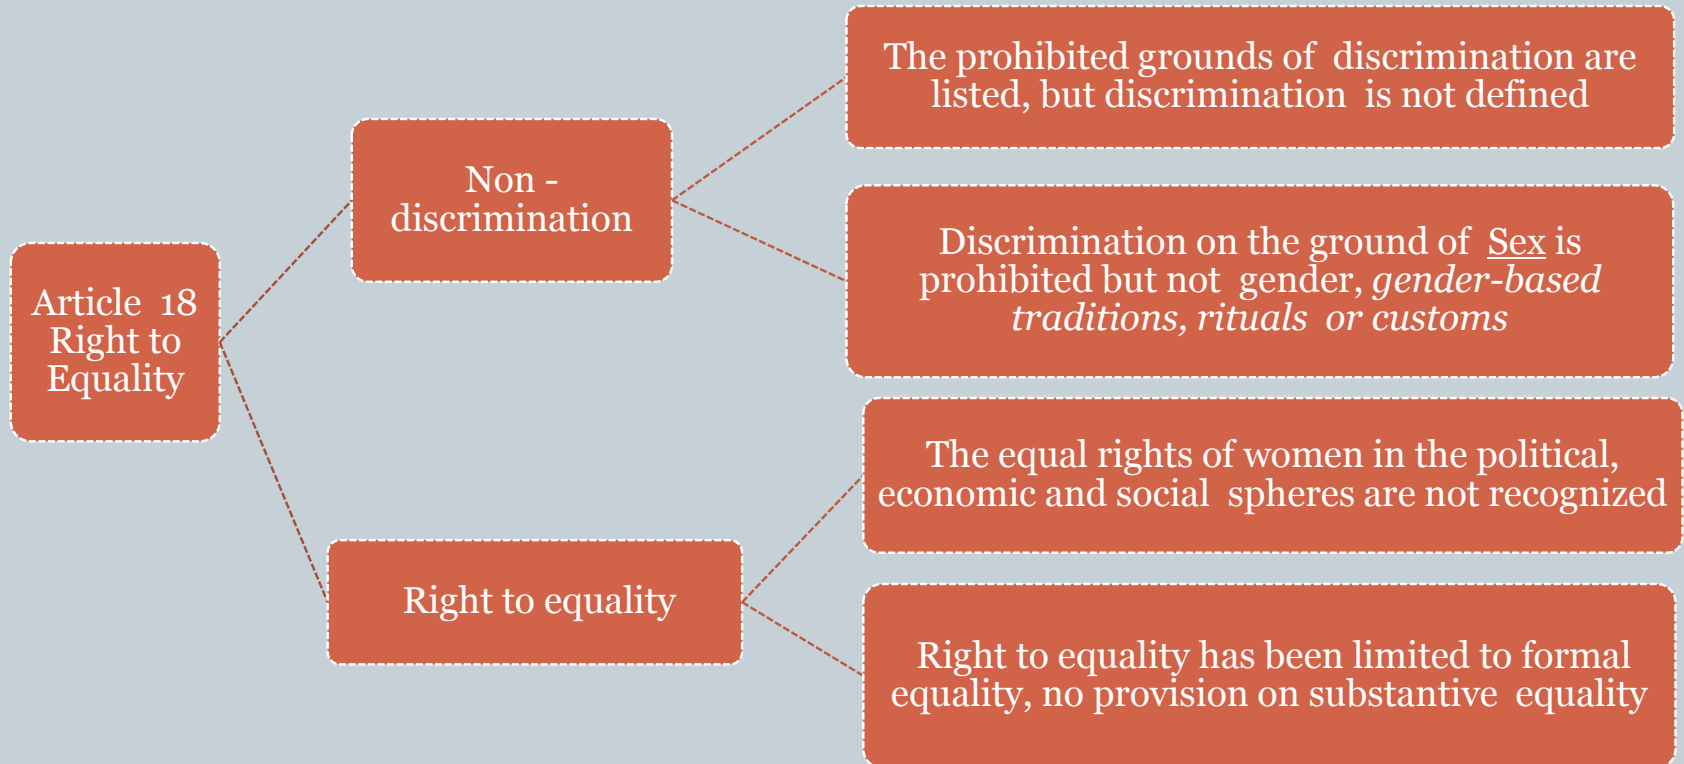 Article 18
Right to
Equality
Non -
discrimination
The prohibited grounds of discrimination are
listed, but discrimination is not defined
Discrimination on the ground of Sex is
prohibited but not gender, gender-based
traditions, rituals or customs
Right to equality
The equal rights of women in the political,
economic and social spheres are not recognized
Right to equality has been limited to formal
equality, no provision on substantive equality